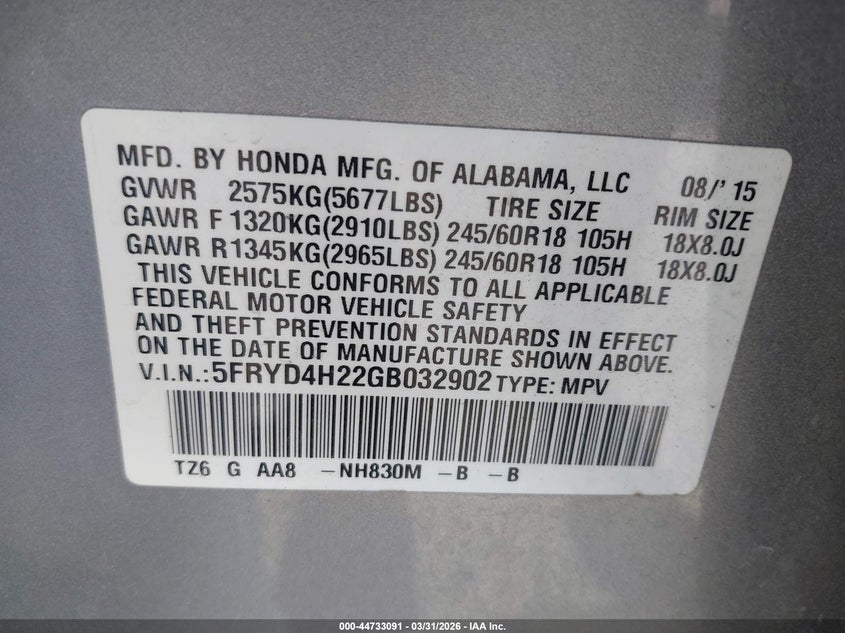 MFD. BY HONDA MFG. OF ALABAMA, LLC 08/'15
GVWR 2575KG(5677LBS) TIRE SIZE RIM SIZE
GAWR F 1320KG(2910LBS) 245/60R18 105H 18X8.0J
GAWR R1345KG(2965LBS) 245/60R18 105H 18X8.0J
THIS VEHICLE CONFORMS TO ALL APPLICABLE
FEDERAL MOTOR VEHICLE SAFETY
AND THEFT PREVENTION STANDARDS IN EFFECT
ON THE DATE OF MANUFACTURE SHOWN ABOVE.
V.I.N.:5FRYD4H22GB032902 TYPE: MPV
TZ6 G AA8 -NH830M -B -B
000-44733091 - 03/31/2026 - IAA Inc.